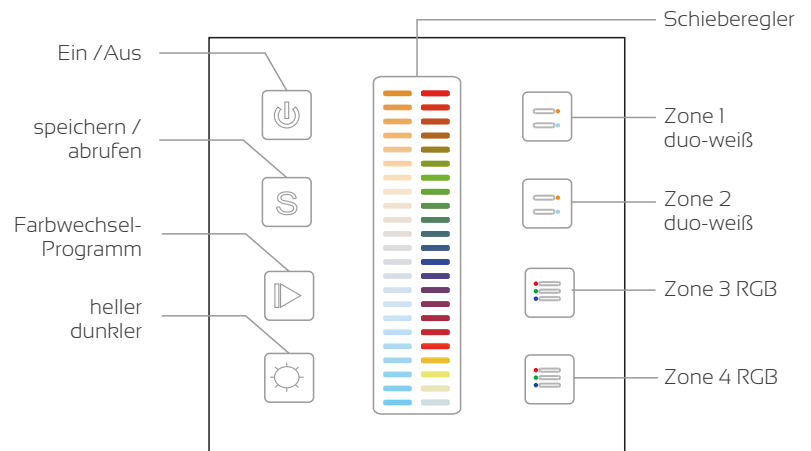 Schieberegler
Ein / Aus
speichern /
abrufen
Farbwechsel-
Programm
heller
dunkler
S
Zone 1
duo-weiß
Zone 2
duo-weiß
Zone 3 RGB
Zone 4 RGB